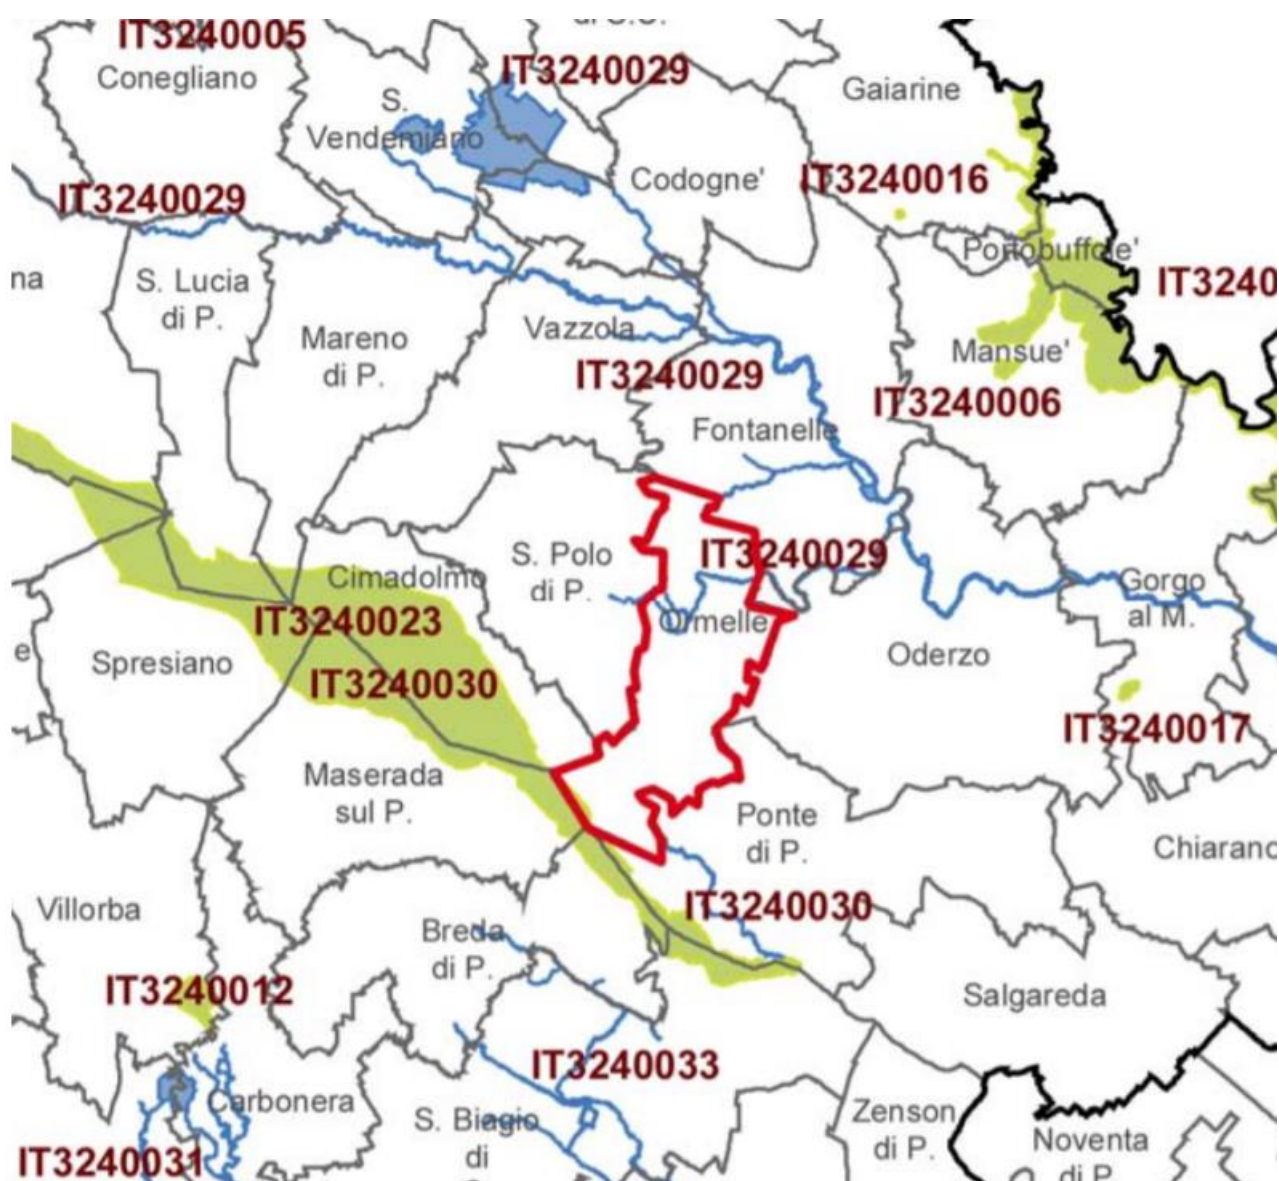 IT3240005
Conegliano
IT3240029
S.
Vendemiano
Gaiarine
Codogne'
IT3240016
IT3240029
Portobuffole'
na
S. Lucia
di P.
IT3240
Vazzola
Mareno
di P.
Mansue'
IT3240029
IT3240006
Fontanelle
S. Polo
di P.
IT3240029
Cimadolmo
Gorgo
al M.
IT3240023
Ormelle
e
Spresiano
Oderzo
IT3240030
IT3240017
Maserada
sul P.
Ponte
di P.
Chiarano
Villorba
IT3240030
Breda
di P.
IT3240012
Salgareda
IT3240033
Carbonera
S. Biagio
di
Zenson
di P.
Noventa
di P.
IT3240031